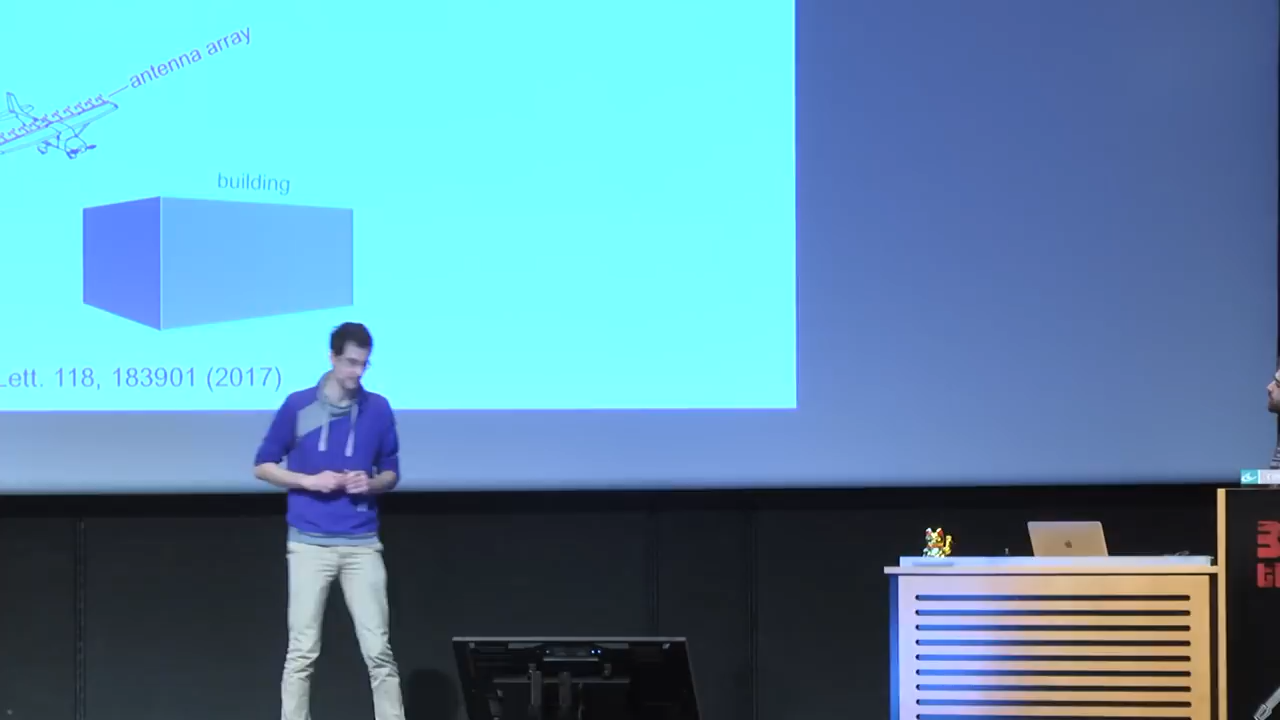 antenna array
building
Lett. 118, 183901 (2017)